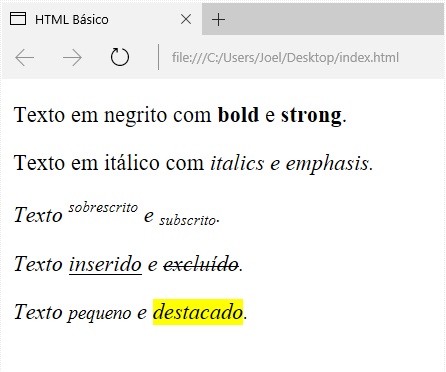 HTML Básico
file:///C:/Users/Joel/Desktop/index.html
Texto em negrito com bold e strong.
Texto em itálico com italics e emphasis.
Texto sobrescrito e subscrito.
Texto inserido e excluído.
Texto pequeno e destacado.